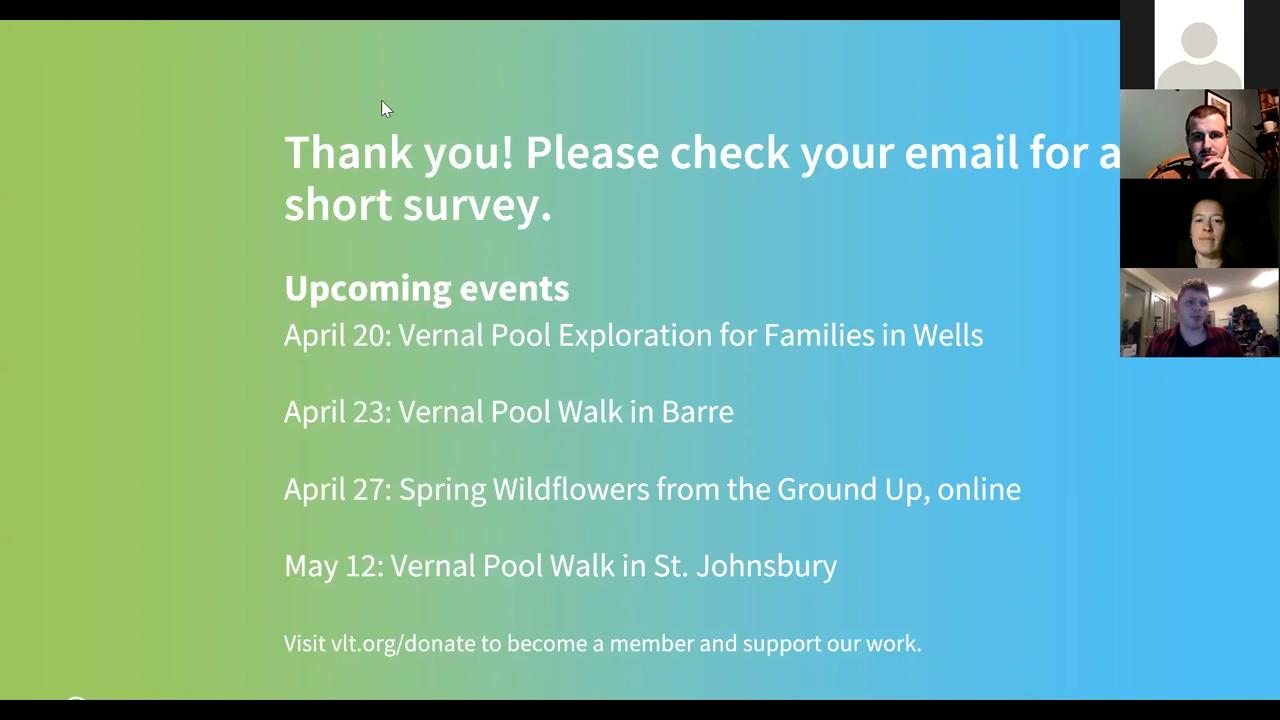 Thank you! Please check your email for a
short survey.
Upcoming events
April 20: Vernal Pool Exploration for Families in Wells
April 23: Vernal Pool Walk in Barre
April 27: Spring Wildflowers from the Ground Up, online
May 12: Vernal Pool Walk in St. Johnsbury
Visit vlt.org/donate to become a member and support our work.